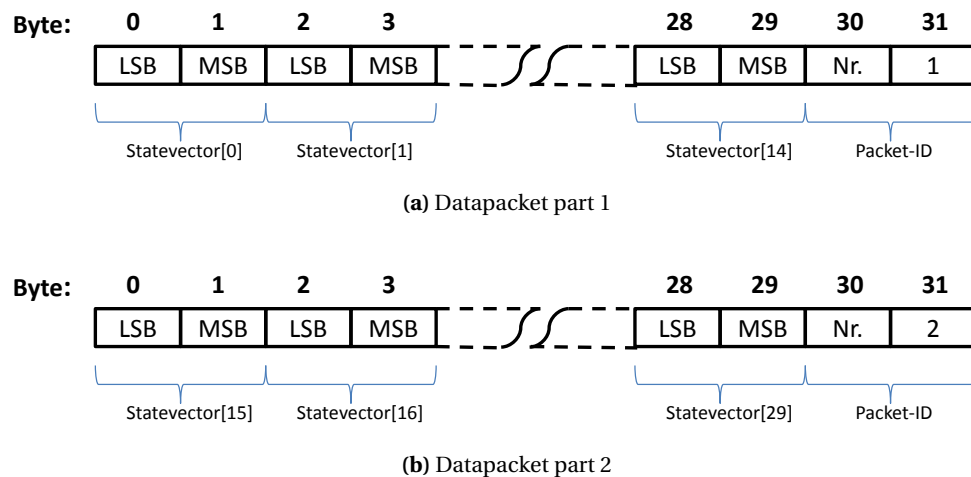 Byte: 0 1 2 3 28 29 30 31
LSB MSB LSB MSB LSB MSB Nr. 1
Statevector[0] Statevector[1] Statevector[14] Packet-ID
(a) Datapacket part 1
Byte: 0 1 2 3 28 29 30 31
LSB MSB LSB MSB LSB MSB Nr. 2
Statevector[15] Statevector[16] Statevector[29] Packet-ID
(b) Datapacket part 2